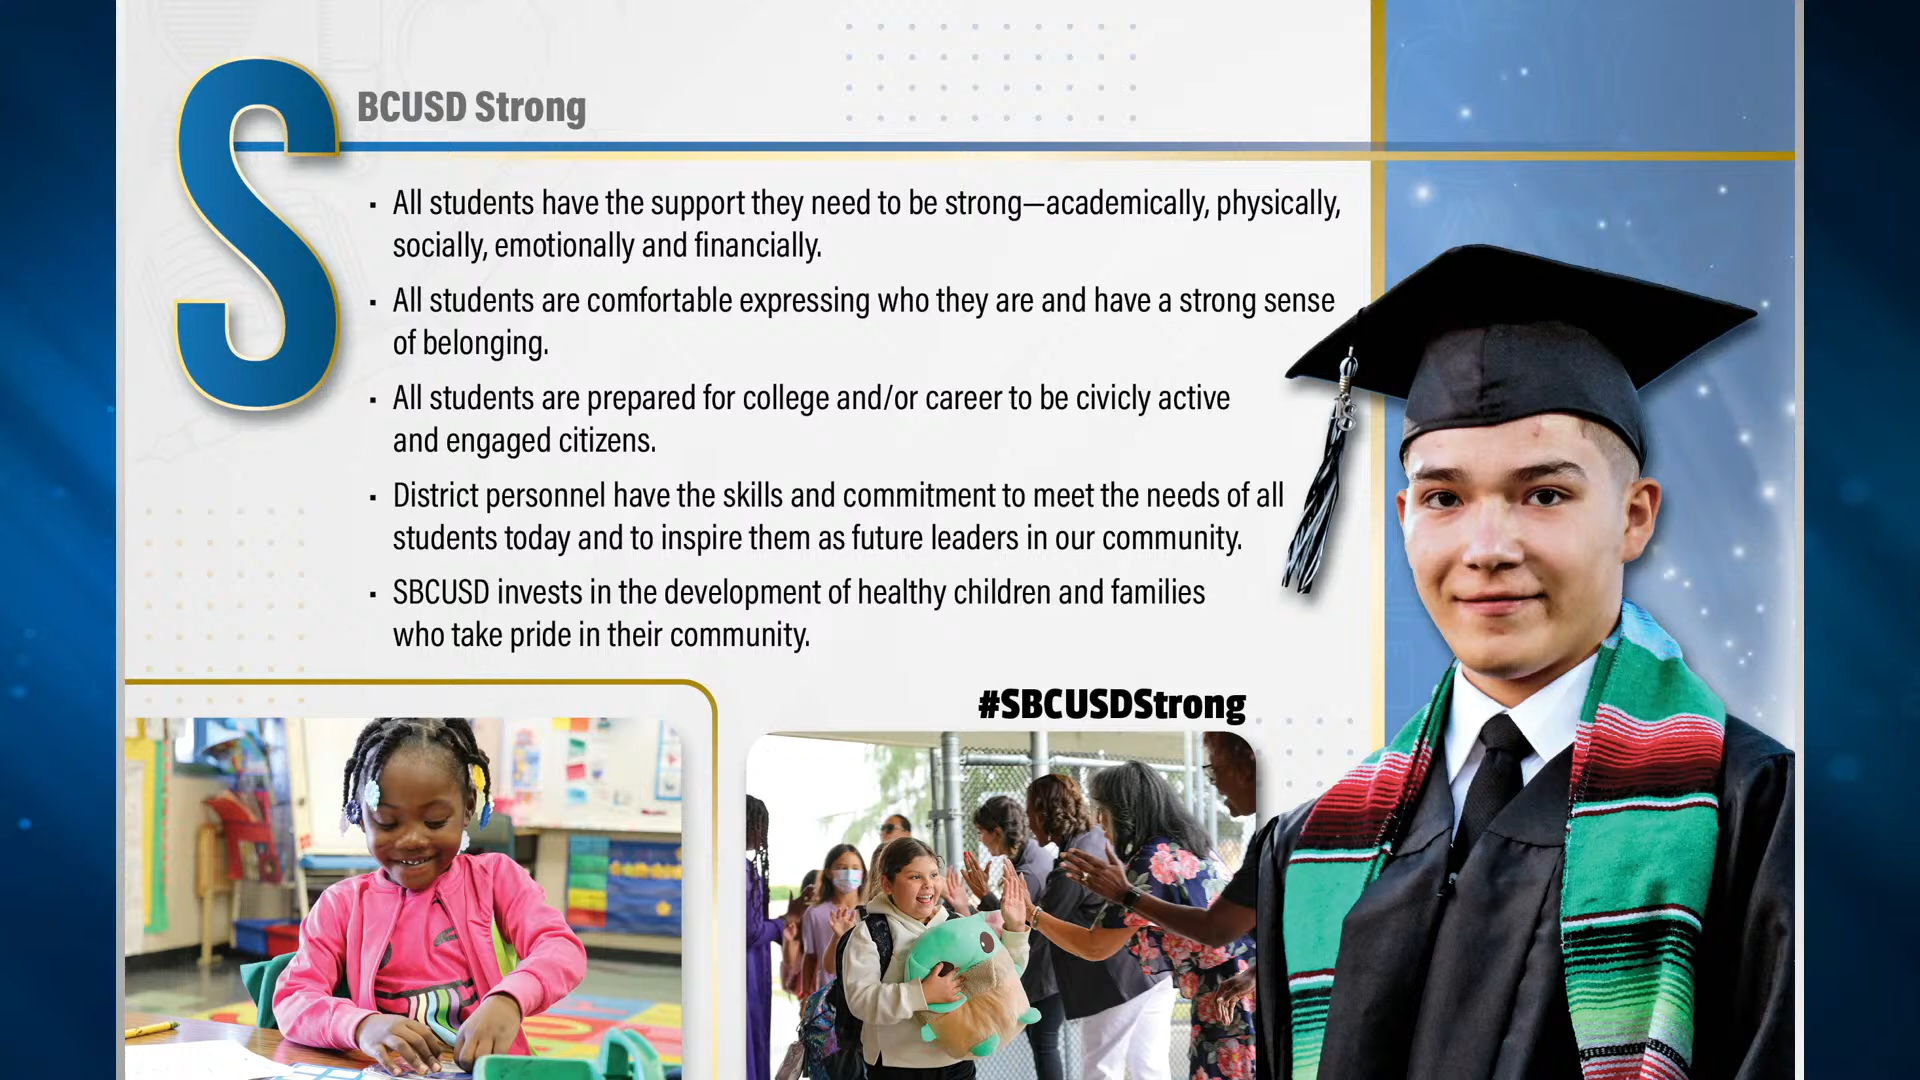 SBCUSD Strong
▪ All students have the support they need to be strong—academically, physically,
socially, emotionally and financially.
▪ All students are comfortable expressing who they are and have a strong sense
of belonging.
▪ All students are prepared for college and/or career to be civicly active
and engaged citizens.
▪ District personnel have the skills and commitment to meet the needs of all
students today and to inspire them as future leaders in our community.
▪ SBCUSD invests in the development of healthy children and families
who take pride in their community.
#SBCUSDStrong